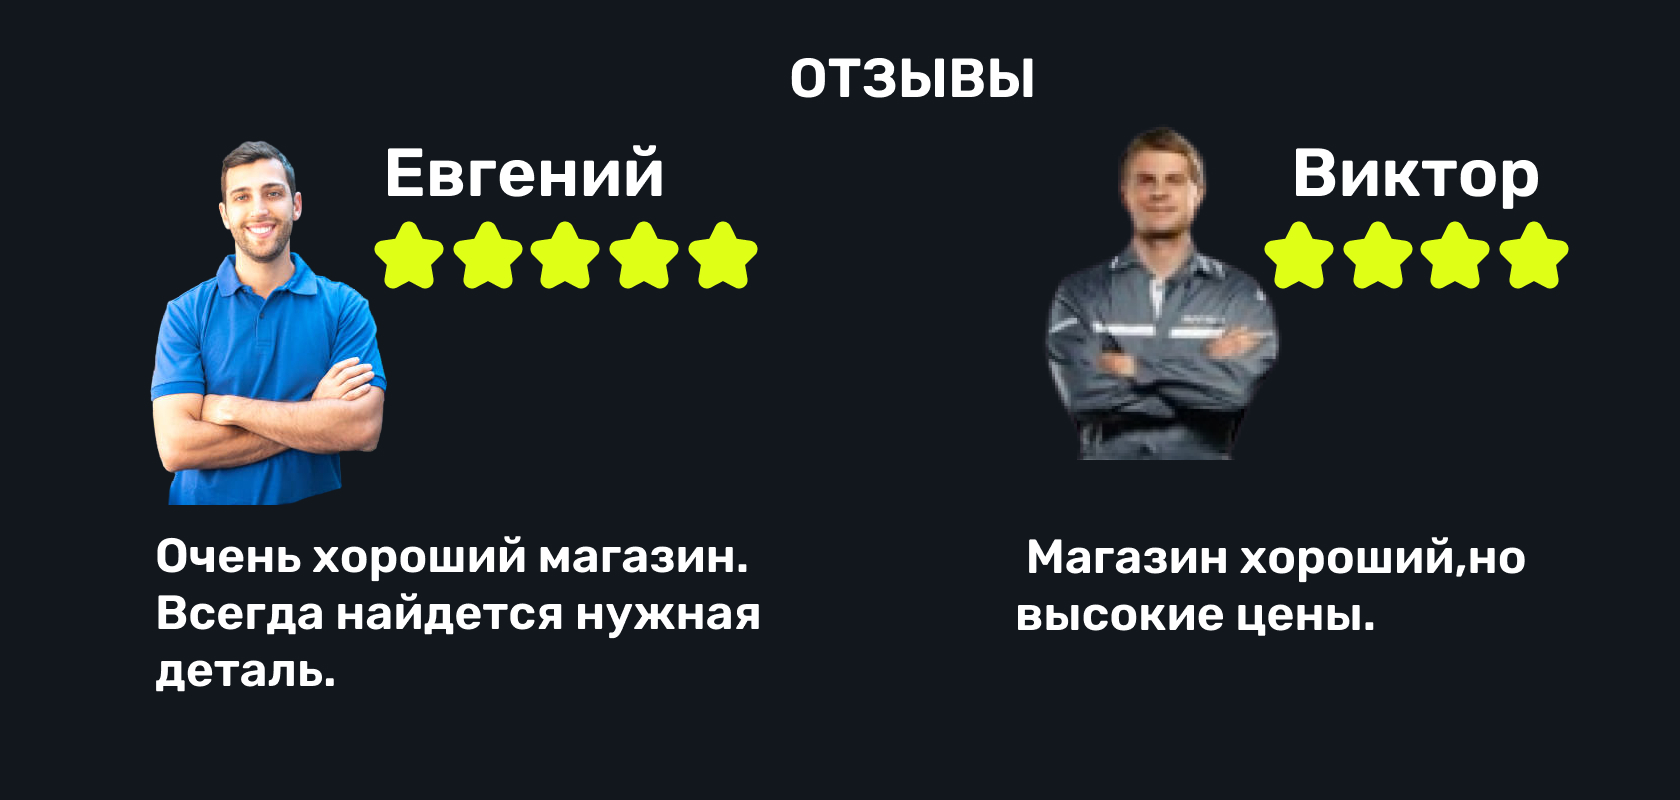 ОТЗЫВЫ
Евгений
Виктор
Очень хороший магазин.
Всегда найдется нужная
деталь.
Магазин хороший,но
высокие цены.